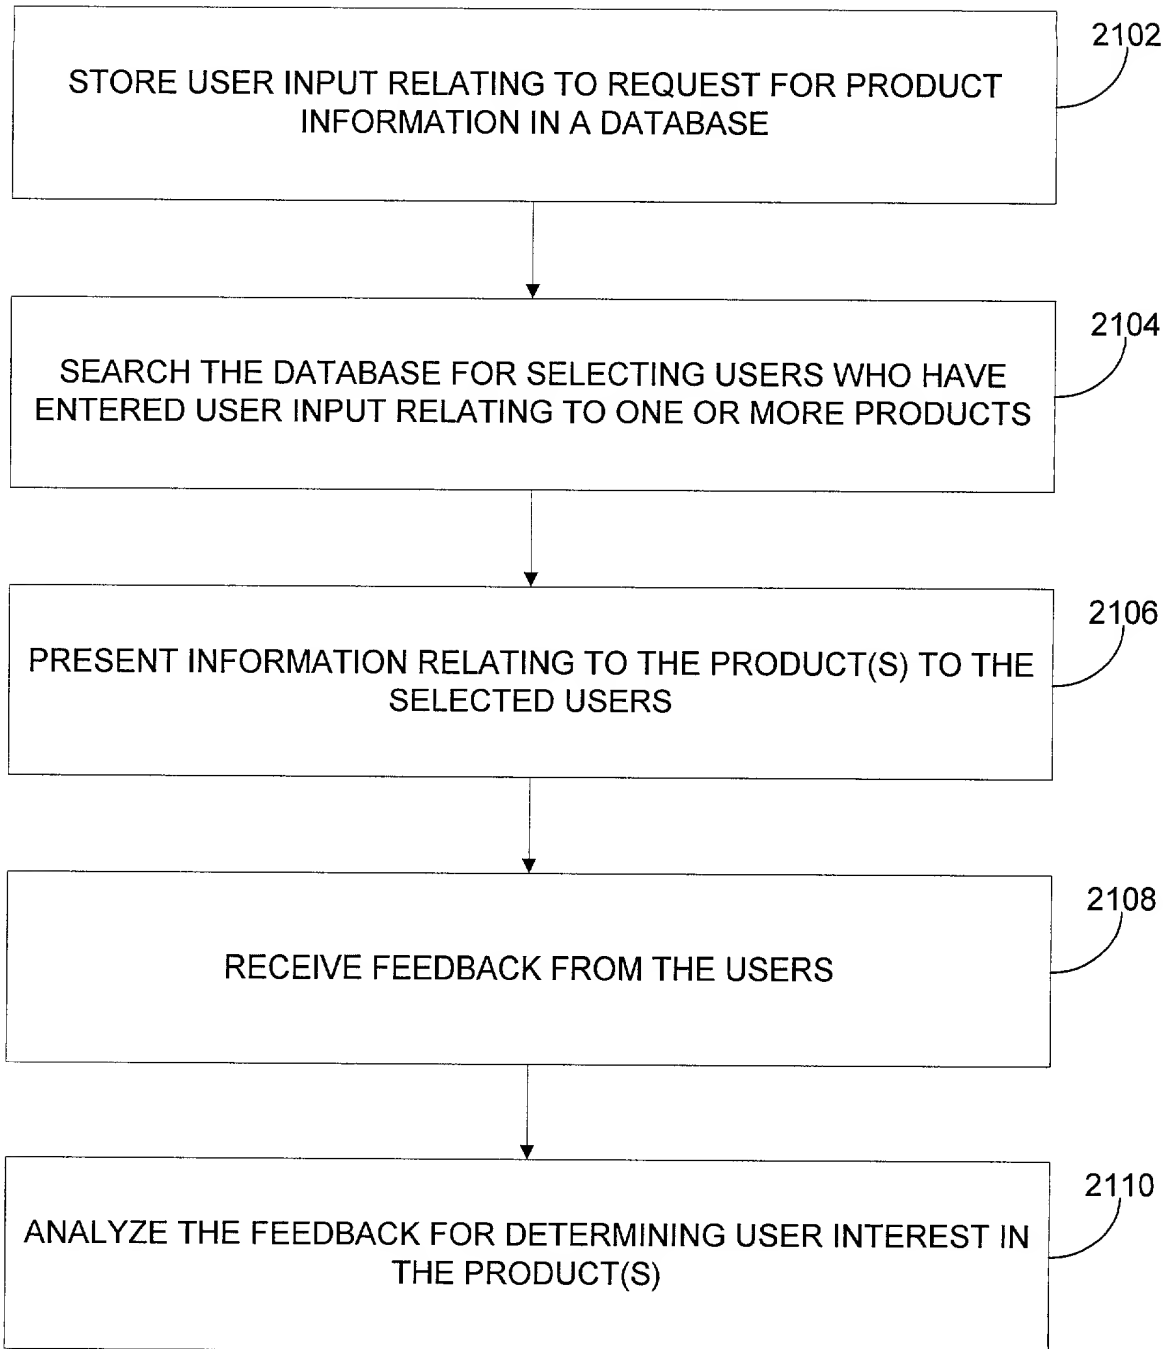 2102
STORE USER INPUT RELATING TO REQUEST FOR PRODUCT
INFORMATION IN A DATABASE
2104
SEARCH THE DATABASE FOR SELECTING USERS WHO HAVE
ENTERED USER INPUT RELATING TO ONE OR MORE PRODUCTS
2106
PRESENT INFORMATION RELATING TO THE PRODUCT(S) TO THE
SELECTED USERS
2108
RECEIVE FEEDBACK FROM THE USERS
2110
ANALYZE THE FEEDBACK FOR DETERMINING USER INTEREST IN
THE PRODUCT(S)